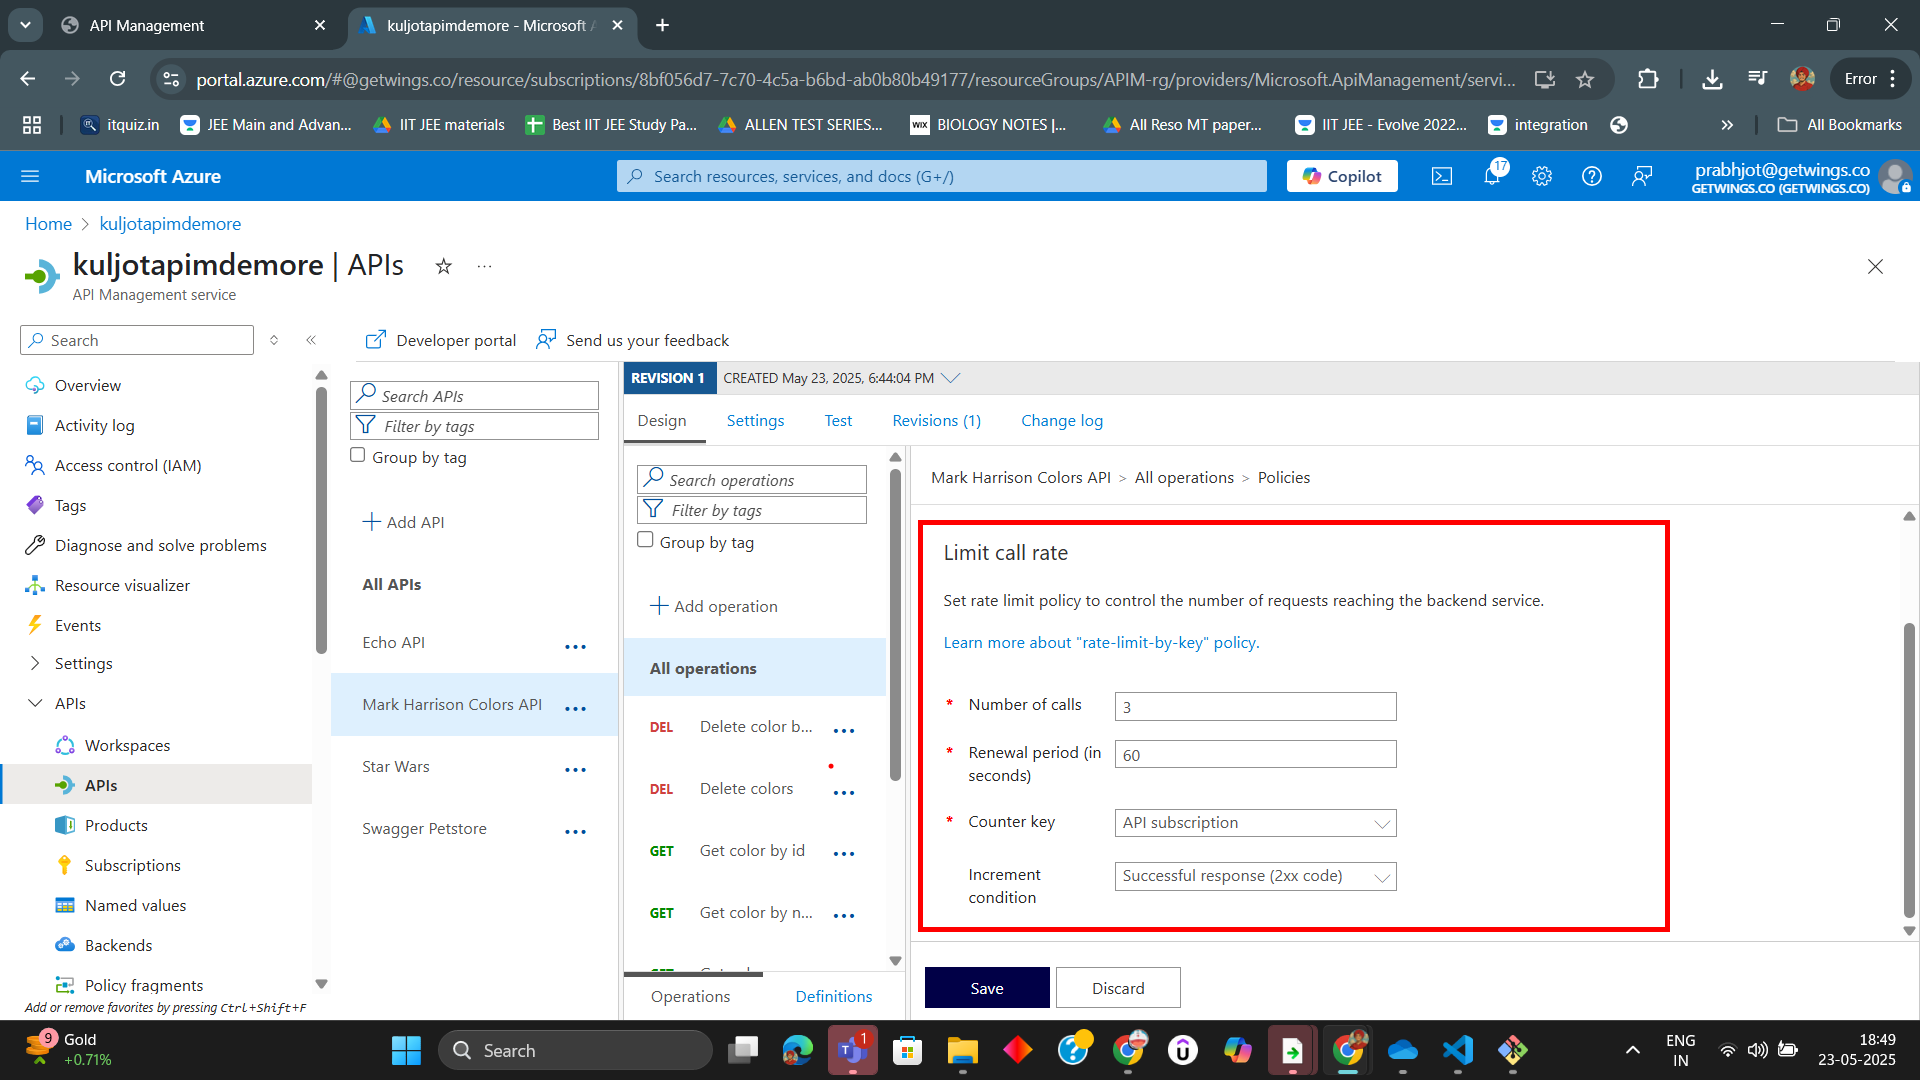 API Management
kuljotapimdemore - Microsoft
portal.azure.com/#@getwings.co/resource/subscriptions/8bf056d7-7c70-4c5a-b6bd-ab0b80b49177/resourceGroups/APIM-rg/providers/Microsoft.ApiManagement/servi...
Error
itquiz.in
JEE Main and Advan...
IIT JEE materials
Best IIT JEE Study Pa...
ALLEN TEST SERIES...
WIX BIOLOGY NOTES |...
All Reso MT paper...
IIT JEE - Evolve 2022...
integration
»
All Bookmarks
Microsoft Azure
Search resources, services, and docs (G+/)
Copilot
17
prabhjot@getwings.co
GETWINGS.CO (GETWINGS.CO)
Home > kuljotapimdemore
kuljotapimdemore | APIs
API Management service
Search
Developer portal
Send us your feedback
Overview
Activity log
Access control (IAM)
Tags
Diagnose and solve problems
Resource visualizer
Events
Settings
APIs
Workspaces
APIs
Products
Subscriptions
Named values
Backends
Policy fragments
Add or remove favorites by pressing Ctrl+Shift+F
Search APIs
Filter by tags
Group by tag
+ Add API
All APIs
Echo API
Mark Harrison Colors API
Star Wars
Swagger Petstore
REVISION 1
CREATED May 23, 2025, 6:44:04 PM
Design
Settings
Test
Revisions (1)
Change log
Search operations
Filter by tags
Group by tag
+ Add operation
All operations
DEL Delete color b...
DEL Delete colors
GET Get color by id
GET Get color by n...
Operations
Definitions
Mark Harrison Colors API > All operations > Policies
Limit call rate
Set rate limit policy to control the number of requests reaching the backend service.
Learn more about "rate-limit-by-key" policy.
* Number of calls
3
* Renewal period (in
seconds)
60
* Counter key
API subscription
Increment
condition
Successful response (2xx code)
Save
Discard
9
Gold
+0.71%
Search
1
ENG
IN
18:49
23-05-2025